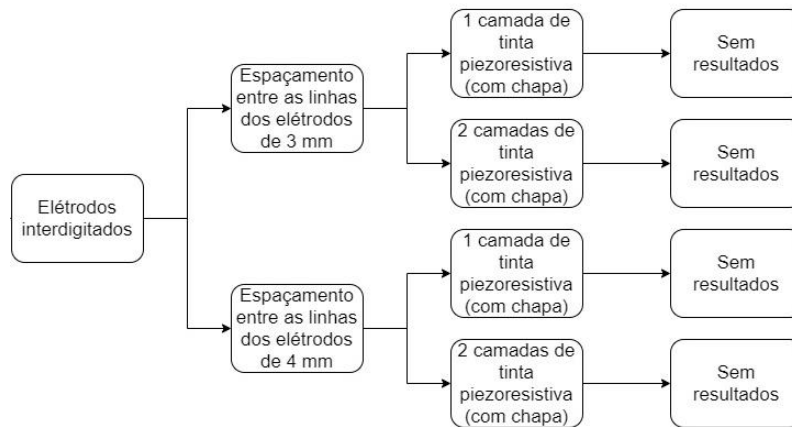 Elétrodos
interdigitados
Espaçamento
entre as linhas
dos elétrodos
de 3 mm
1 camada de
tinta
piezoresistiva
(com chapa)
Sem
resultados
2 camadas de
tinta
piezoresistiva
(com chapa)
Sem
resultados
Espaçamento
entre as linhas
dos elétrodos
de 4 mm
1 camada de
tinta
piezoresistiva
(com chapa)
Sem
resultados
2 camadas de
tinta
piezoresistiva
(com chapa)
Sem
resultados